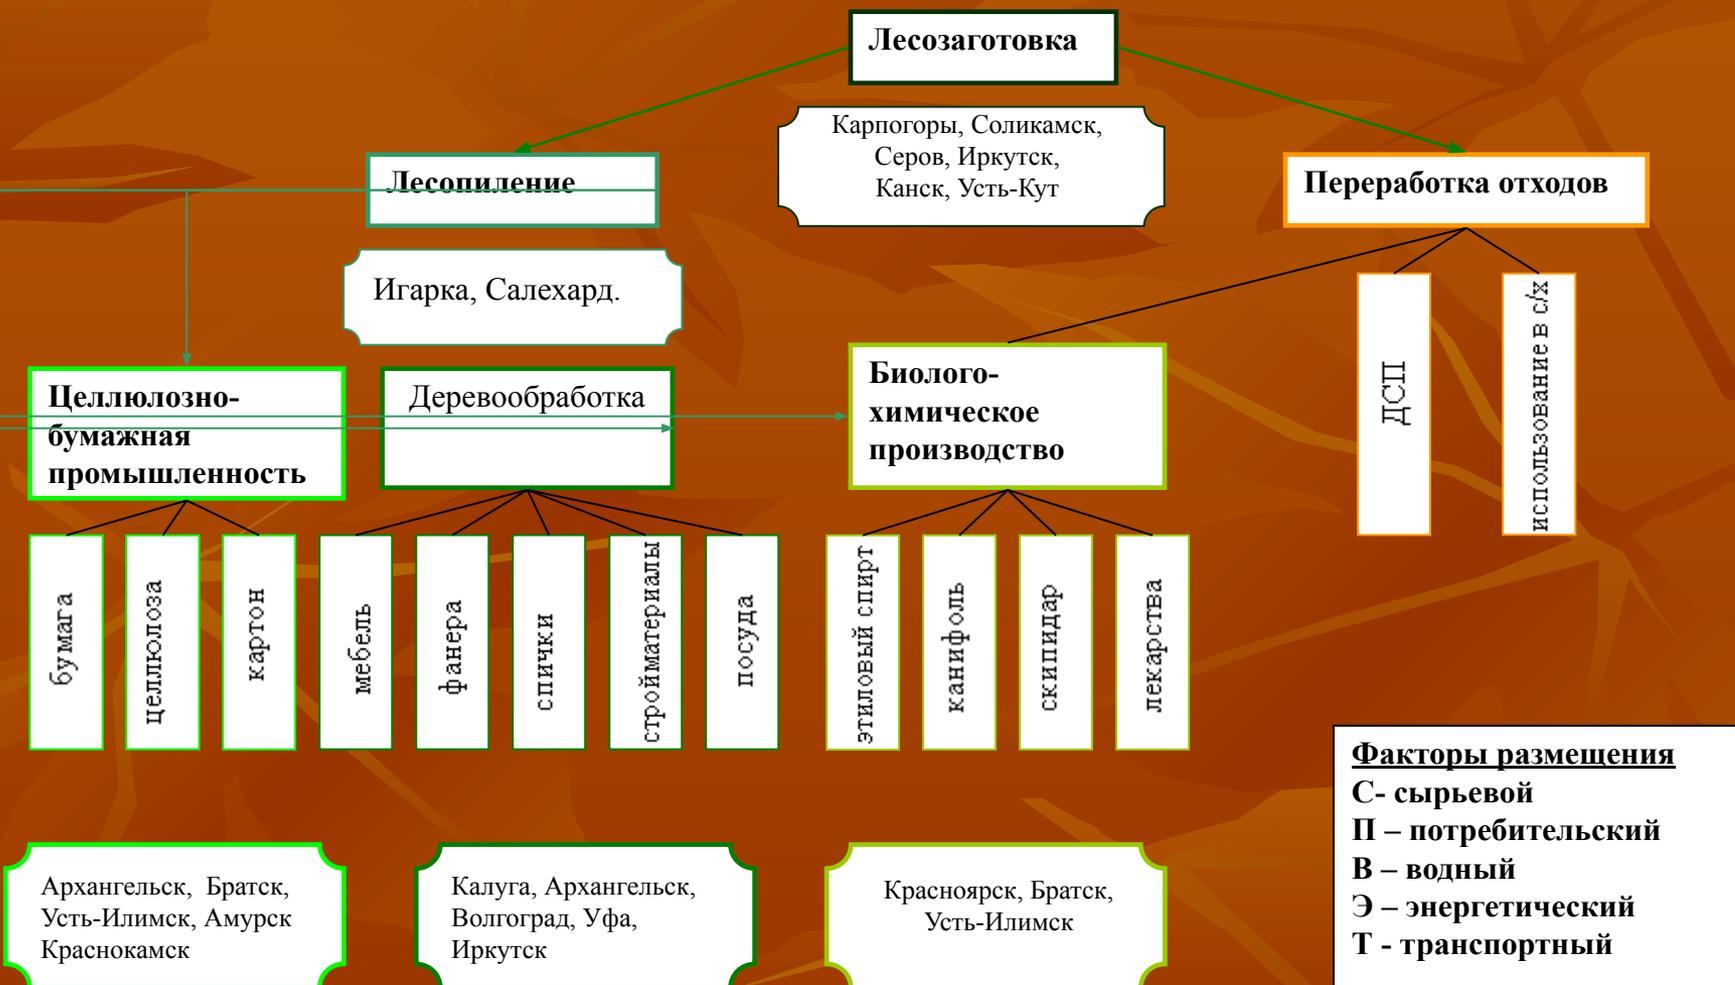 Лесозаготовка
Карпогоры, Соликамск,
Серов, Иркутск,
Канск, Усть-Кут
Лесопиление
Переработка отходов
Игарка, Салехард.
ДСП
использование в с/х
Целлюлозно-
бумажная
промышленность
Деревообработка
Биолого-
химическое
производство
бумага
целлюлоза
картон
мебель
фанера
спички
стройматериалы
посуда
этиловый спирт
канифоль
скипидар
лекарства
Архангельск, Братск,
Усть-Илимск, Амурск
Краснокамск
Калуга, Архангельск,
Волгоград, Уфа,
Иркутск
Красноярск, Братск,
Усть-Илимск
Факторы размещения
С- сырьевой
П – потребительский
В – водный
Э – энергетический
Т - транспортный